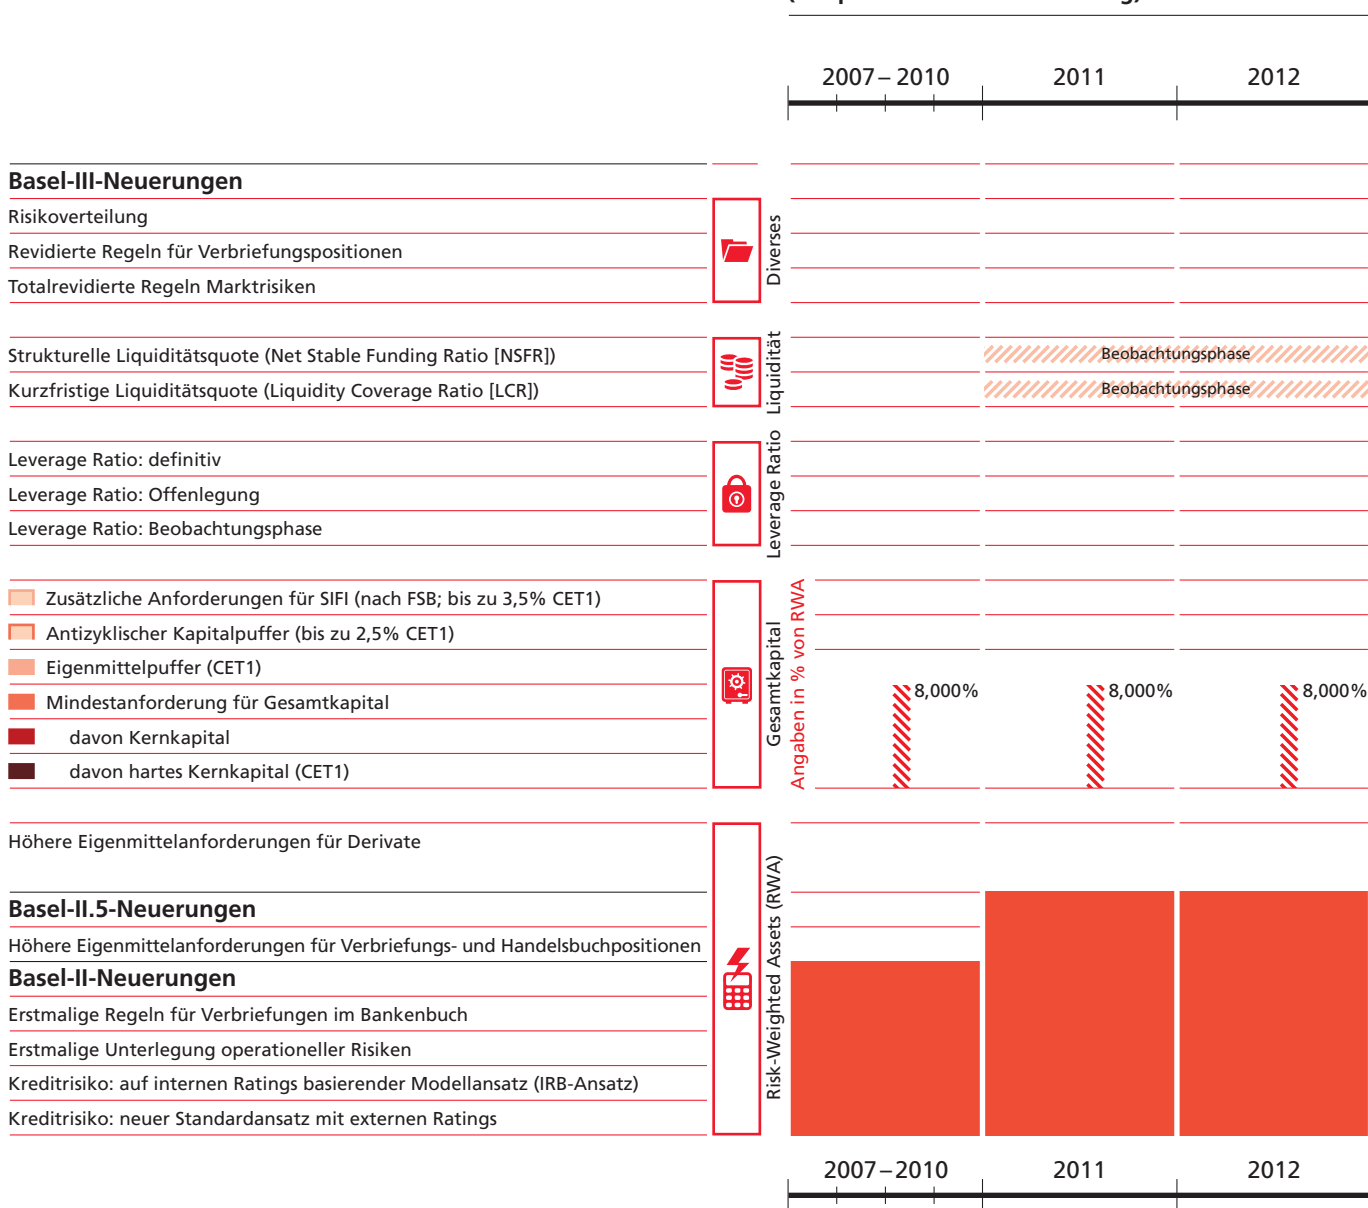 2007 – 2010 2011 2012
Basel-III-Neuerungen
Risikoverteilung
Revidierte Regeln für Verbriefungspositionen
Totalrevidierte Regeln Marktrisiken
Diverses
Strukturelle Liquiditätsquote (Net Stable Funding Ratio [NSFR])
Beobachtungsphase
Kurzfristige Liquiditätsquote (Liquidity Coverage Ratio [LCR])
Beobachtungsphase
Liquidität
Leverage Ratio: definitiv
Leverage Ratio: Offenlegung
Leverage Ratio: Beobachtungsphase
Leverage Ratio
Zusätzliche Anforderungen für SIFI (nach FSB; bis zu 3,5% CET1)
Antizyklischer Kapitalpuffer (bis zu 2,5% CET1)
Eigenmittelpuffer (CET1)
Mindestanforderung für Gesamtkapital
davon Kernkapital
davon hartes Kernkapital (CET1)
Gesamtkapital
Angaben in % von RWA
8,000% 8,000% 8,000%
Höhere Eigenmittelanforderungen für Derivate
Basel-II.5-Neuerungen
Höhere Eigenmittelanforderungen für Verbriefungs- und Handelsbuchpositionen
Basel-II-Neuerungen
Erstmalige Regeln für Verbriefungen im Bankenbuch
Erstmalige Unterlegung operationeller Risiken
Kreditrisiko: auf internen Ratings basierender Modellansatz (IRB-Ansatz)
Kreditrisiko: neuer Standardansatz mit externen Ratings
Risk-Weighted Assets (RWA)
2007 – 2010 2011 2012